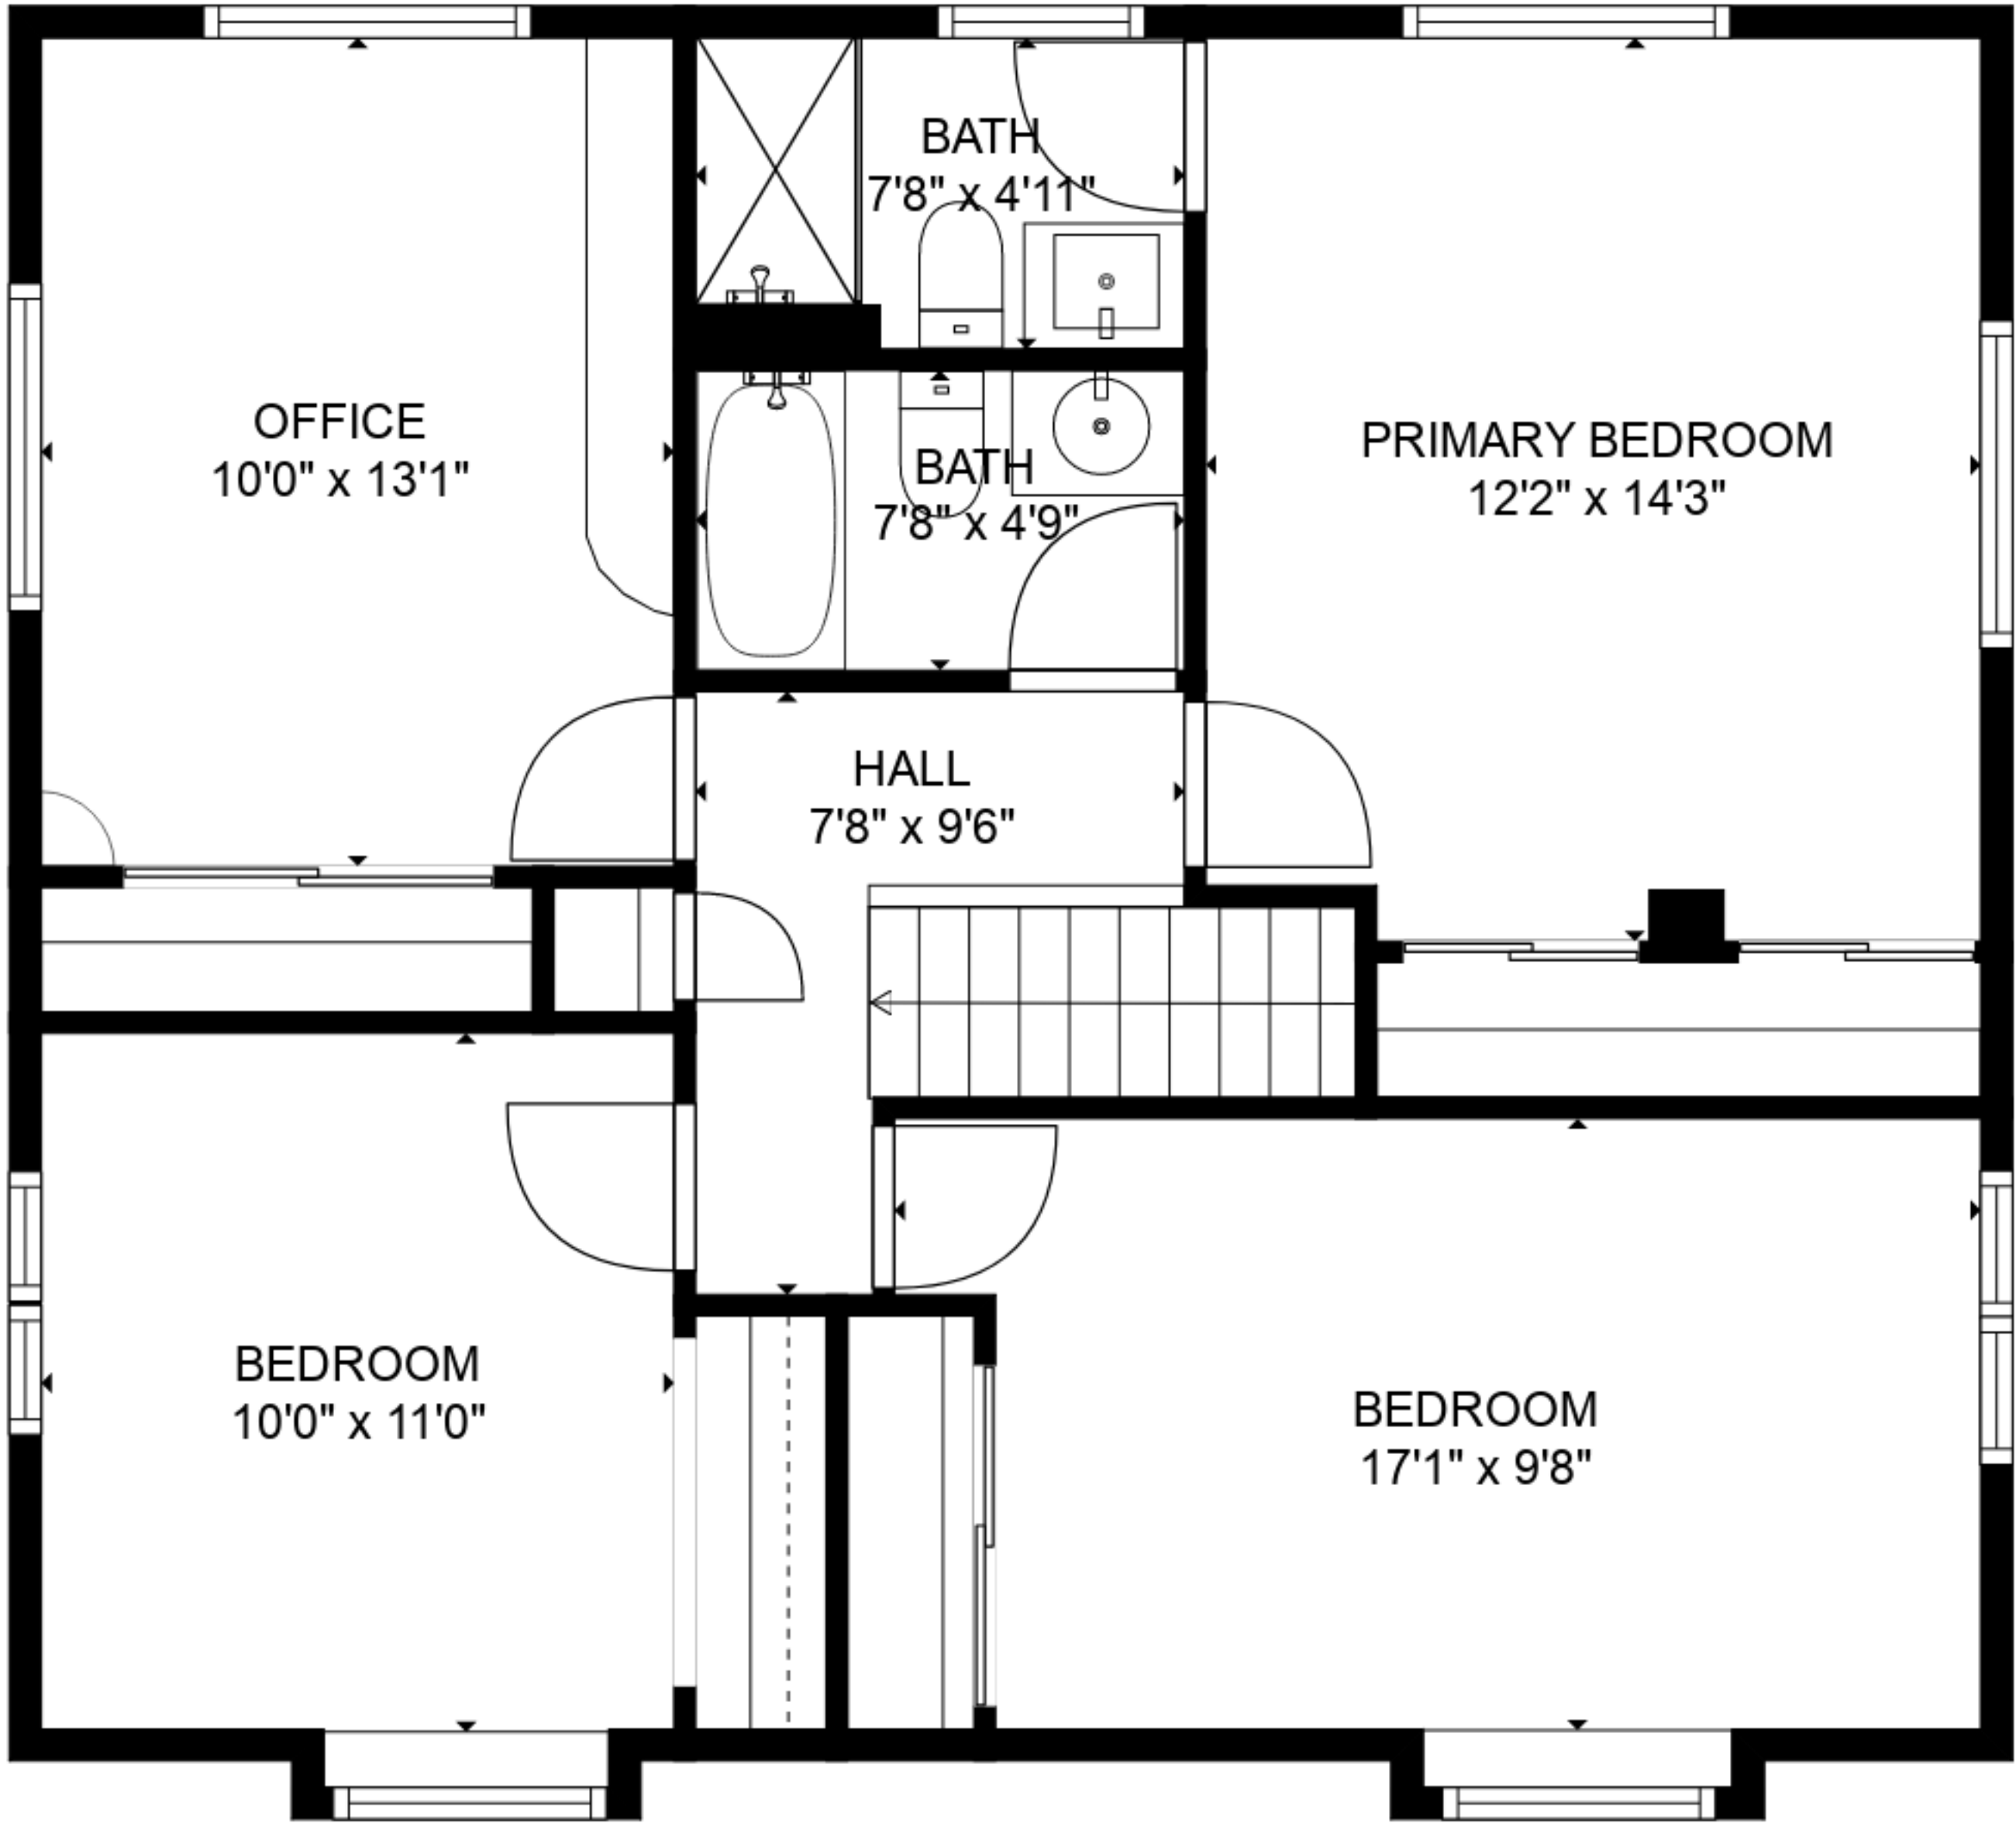 BATH
7'8" x 4'11"
OFFICE
10'0" x 13'1"
BATH
7'8" x 4'9"
PRIMARY BEDROOM
12'2" x 14'3"
HALL
7'8" x 9'6"
BEDROOM
10'0" x 11'0"
BEDROOM
17'1" x 9'8"